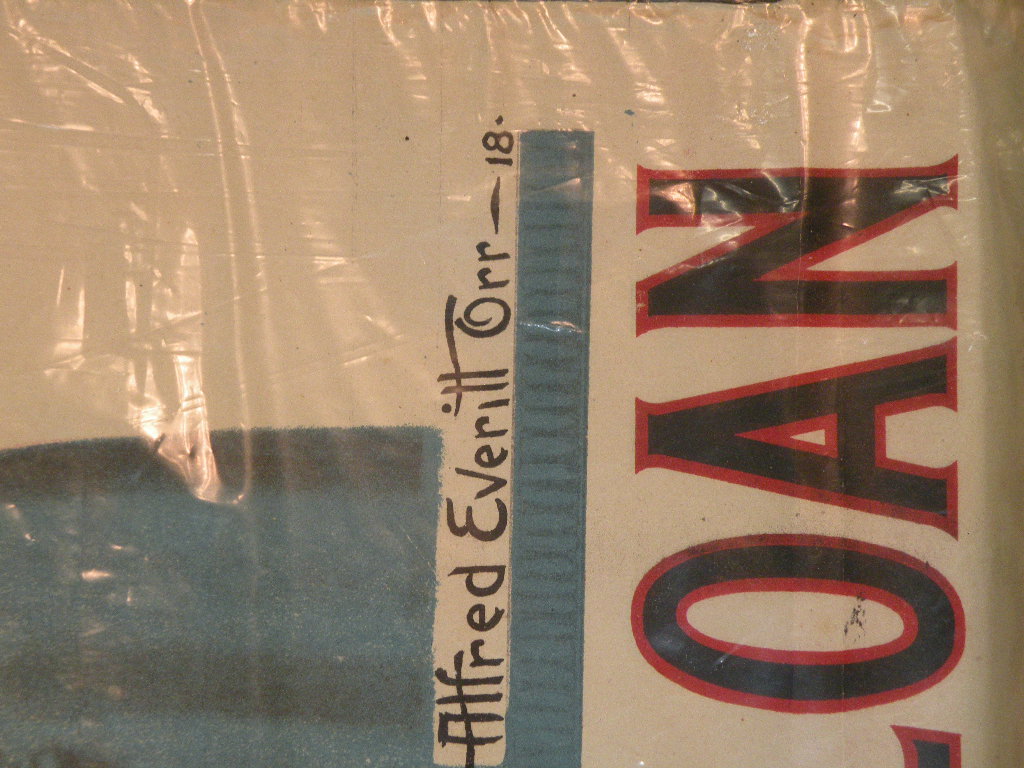 Alfred Everitt Orr—18.
LOAN